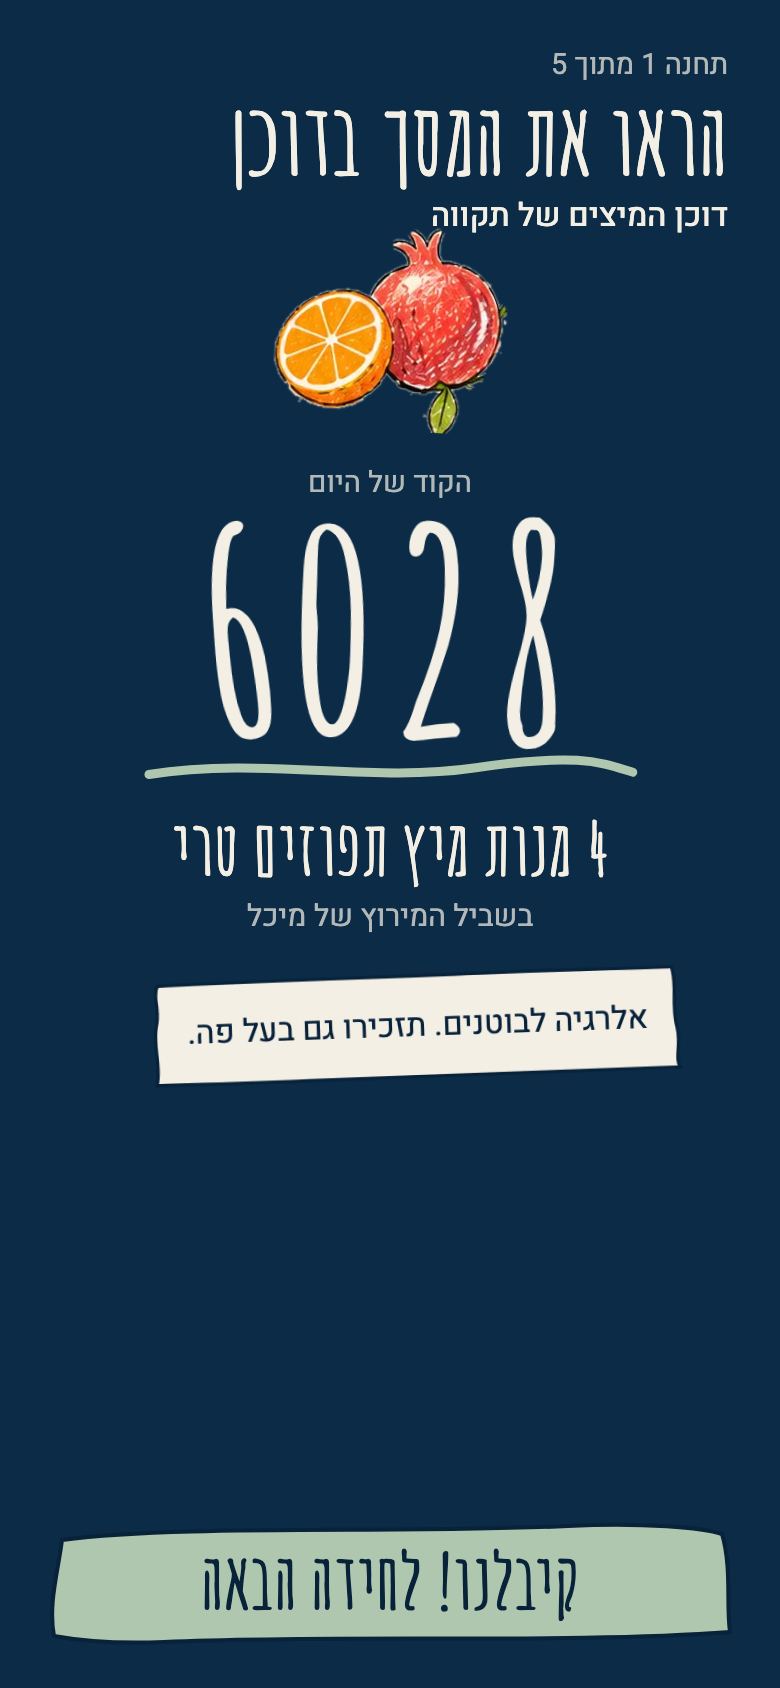 תחנה 1 מתוך 5
הראו את המסך בדוכן
דוכן המיצים של תקווה
הקוד של היום
6028
4 מנות מיץ תפוזים טרי
בשביל המירוץ של מיכל
אלרגיה לבוטנים. תזכירו גם בעל פה.
קיבלנו! לחידה הבאה